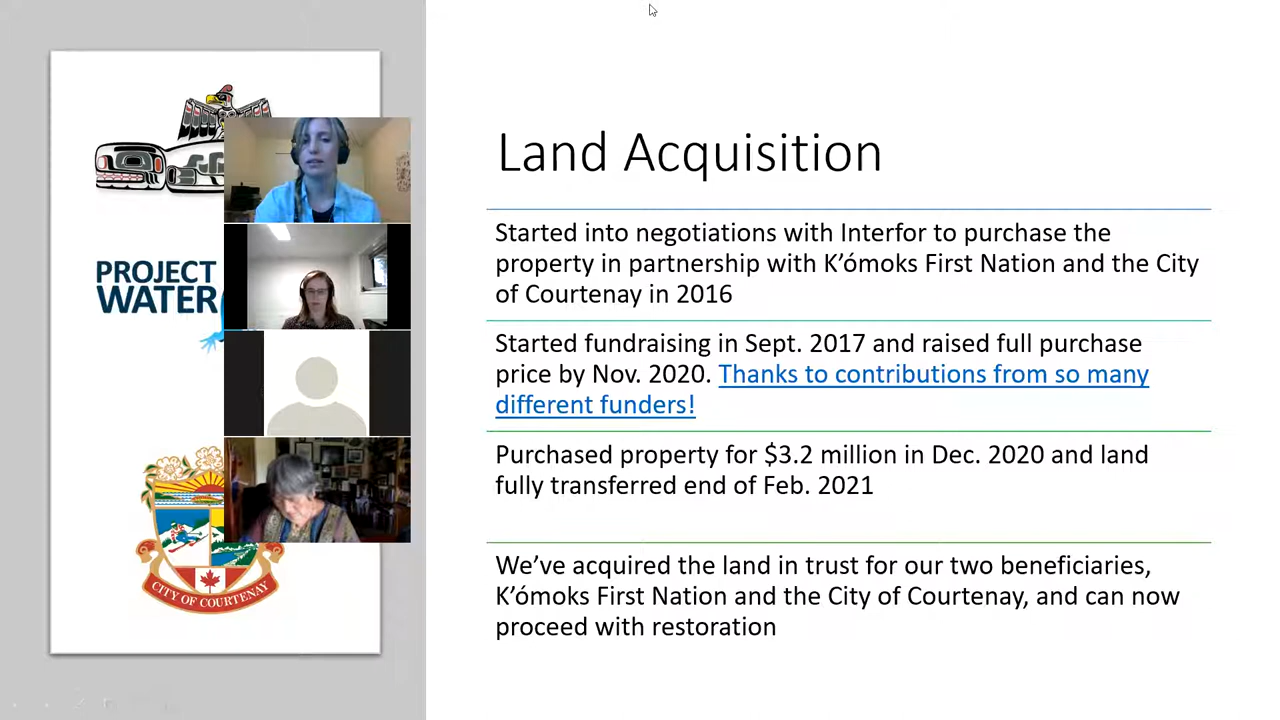 Land Acquisition
Started into negotiations with Interfor to purchase the
property in partnership with K’ómoks First Nation and the City
of Courtenay in 2016
Started fundraising in Sept. 2017 and raised full purchase
price by Nov. 2020. Thanks to contributions from so many
different funders!
Purchased property for $3.2 million in Dec. 2020 and land
fully transferred end of Feb. 2021
We’ve acquired the land in trust for our two beneficiaries,
K’ómoks First Nation and the City of Courtenay, and can now
proceed with restoration
PROJECT
WATER
CITY OF COURTENAY